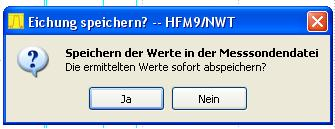 Eichung speichern? -- HFM9/NWT
Speichern der Werte in der Messsondendatei
Die ermittelten Werte sofort abspeichern?
Ja
Nein